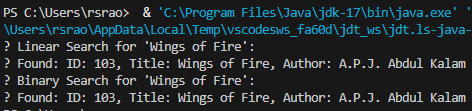 PS C:\Users\rsrao>  & 'C:\Program Files\Java\jdk-17\bin\java.exe' '
\Users\rsrao\AppData\Local\Temp\vscodesws_fa60d\jdt_ws\jdt.ls-java-
? Linear Search for 'Wings of Fire':
? Found: ID: 103, Title: Wings of Fire, Author: A.P.J. Abdul Kalam
? Binary Search for 'Wings of Fire':
? Found: ID: 103, Title: Wings of Fire, Author: A.P.J. Abdul Kalam